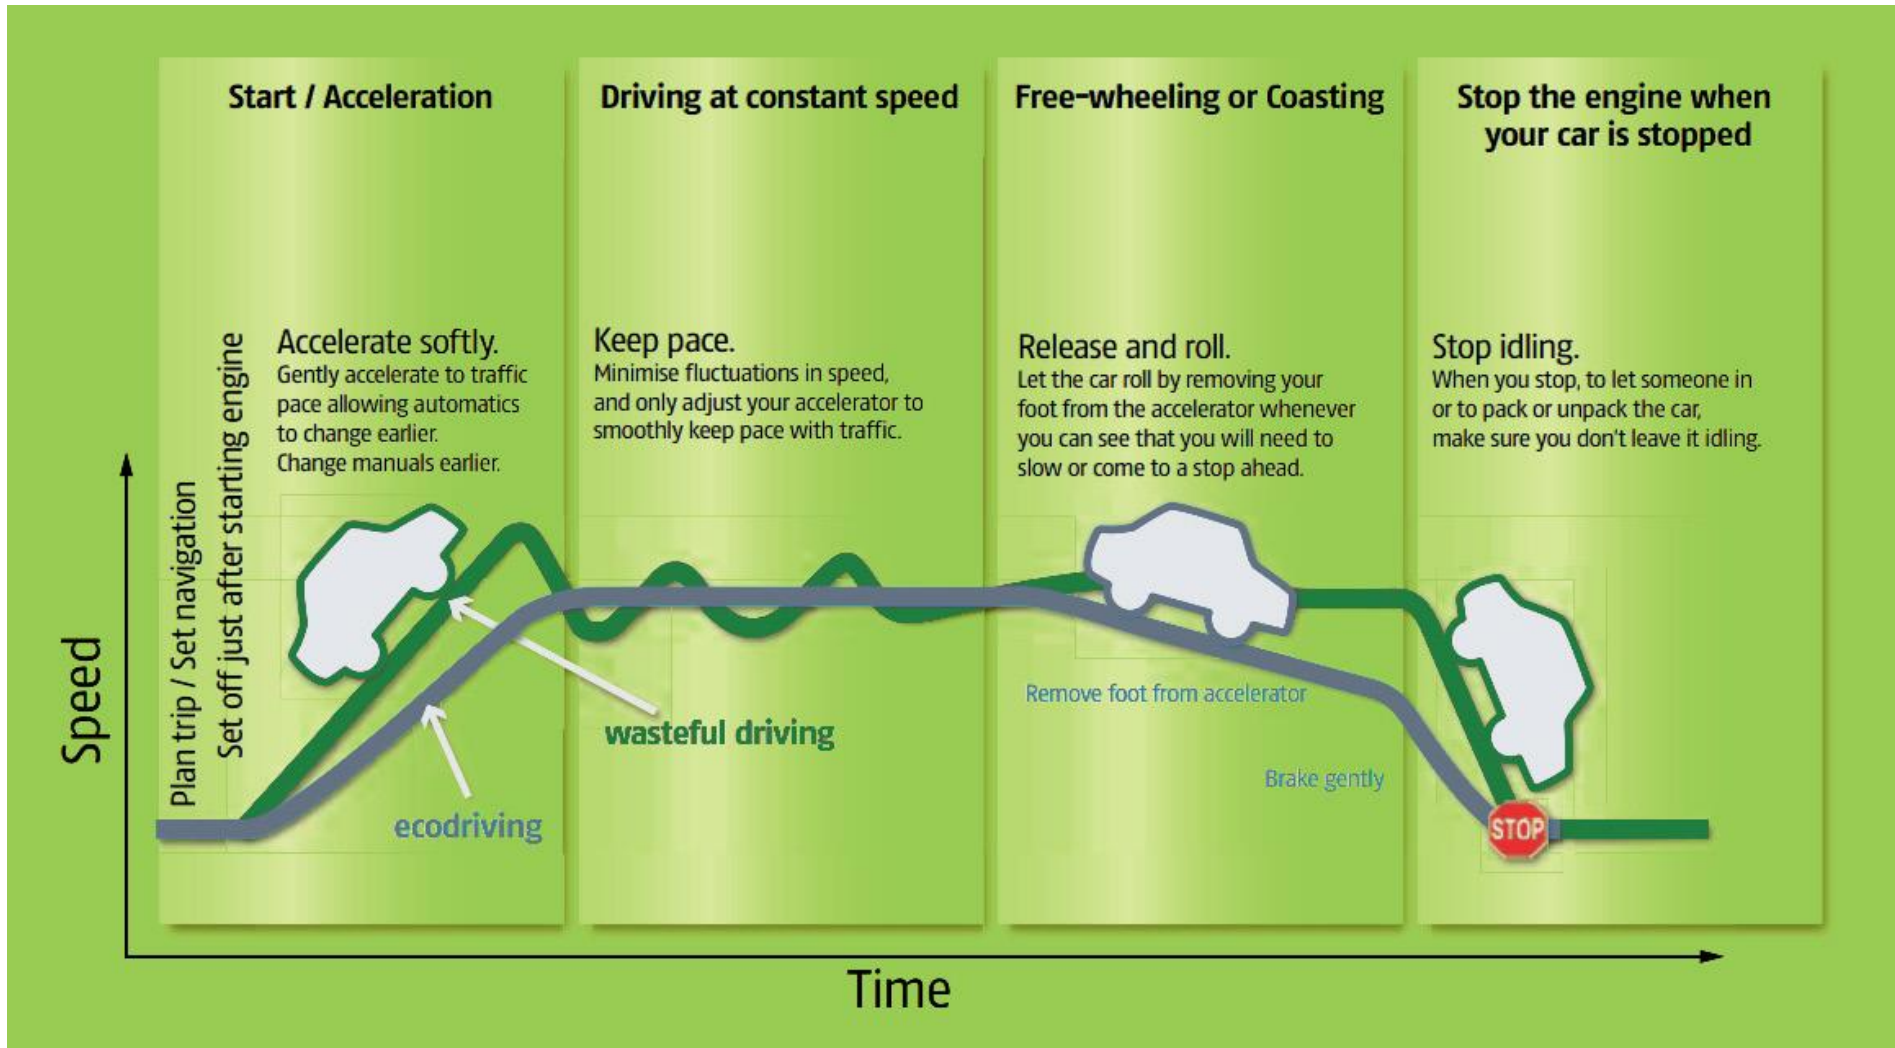 Start / Acceleration
Driving at constant speed
Free-wheeling or Coasting
Stop the engine when
your car is stopped
Plan trip / Set navigation
Set off just after starting engine
Accelerate softly.
Gently accelerate to traffic
pace allowing automatics
to change earlier.
Change manuals earlier.
Keep pace.
Minimise fluctuations in speed,
and only adjust your accelerator to
smoothly keep pace with traffic.
Release and roll.
Let the car roll by removing your
foot from the accelerator whenever
you can see that you will need to
slow or come to a stop ahead.
Stop idling.
When you stop, to let someone in
or to pack or unpack the car,
make sure you don't leave it idling.
Speed
wasteful driving
ecodriving
Remove foot from accelerator
Brake gently
STOP
Time